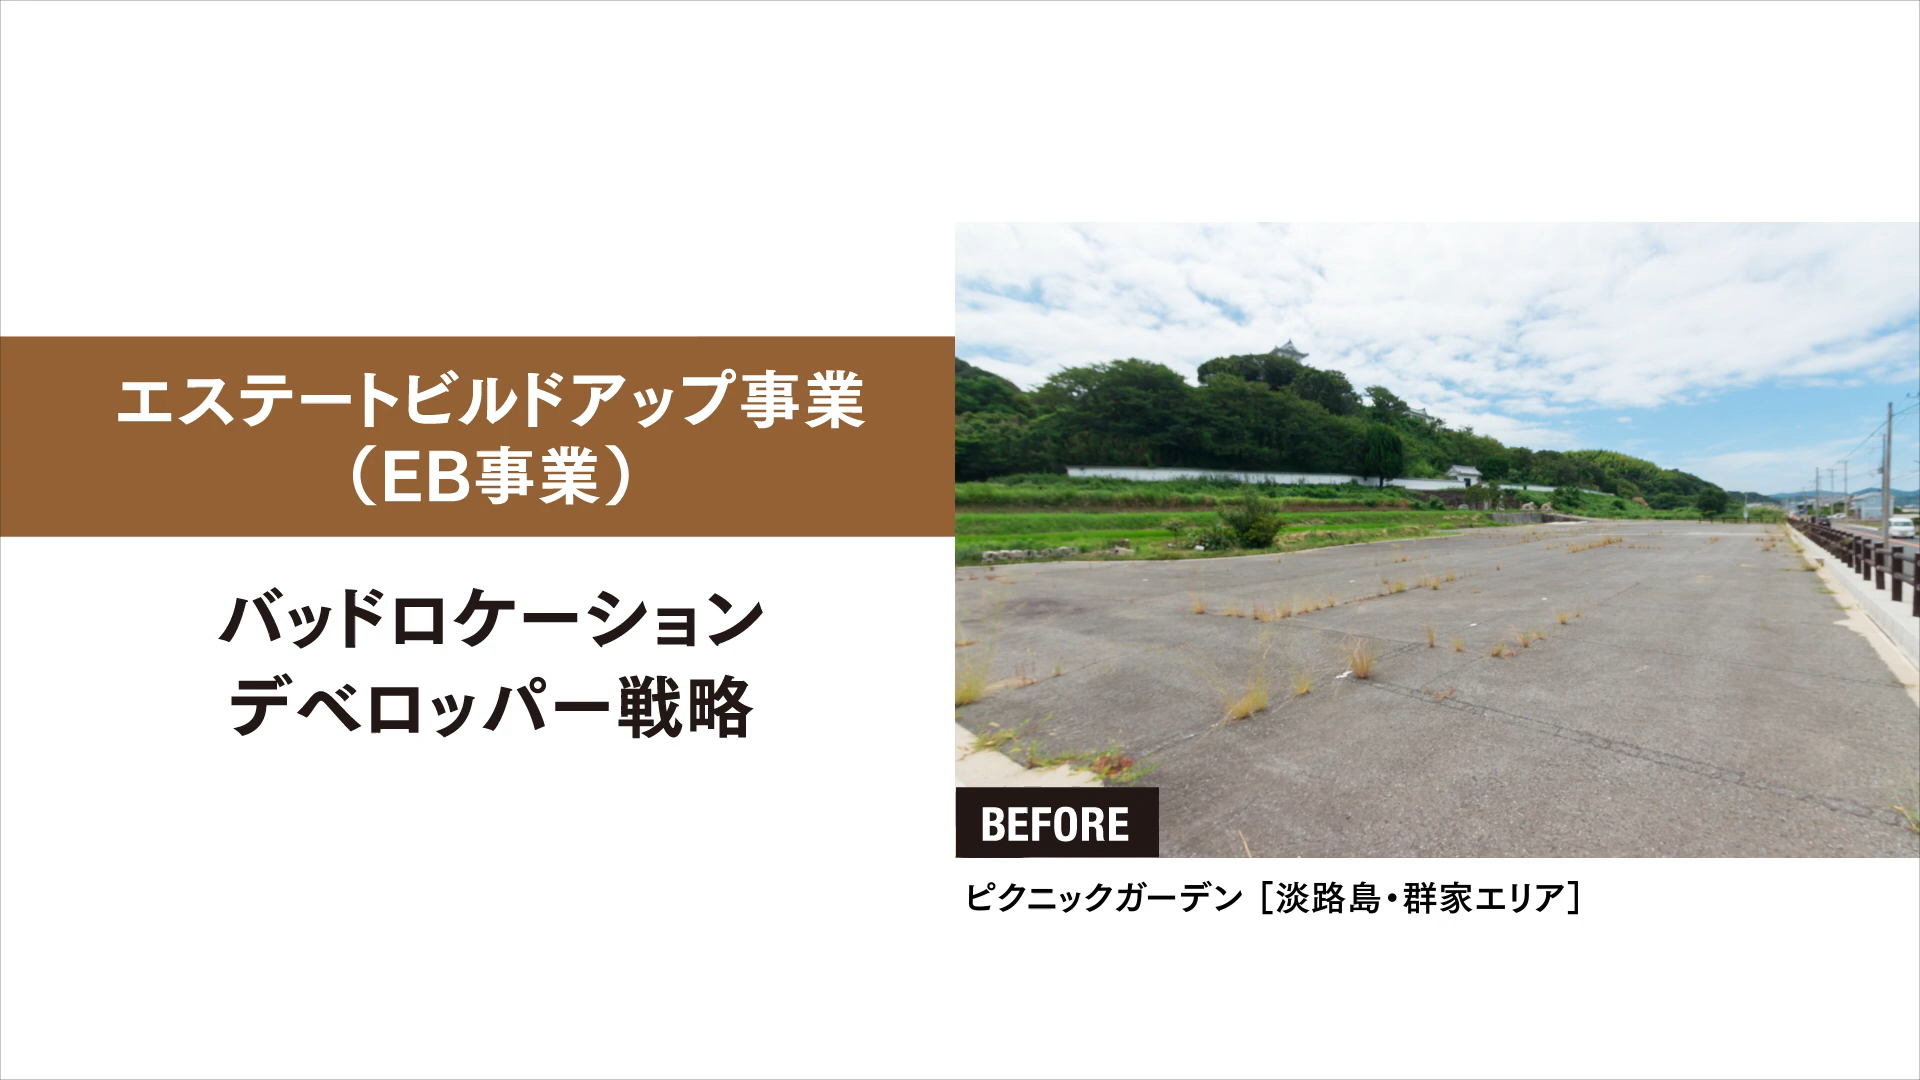 エステートビルドアップ事業
（EB事業）
バッドロケーション
デベロッパー戦略
BEFORE
ピクニックガーデン［淡路島・群家エリア］